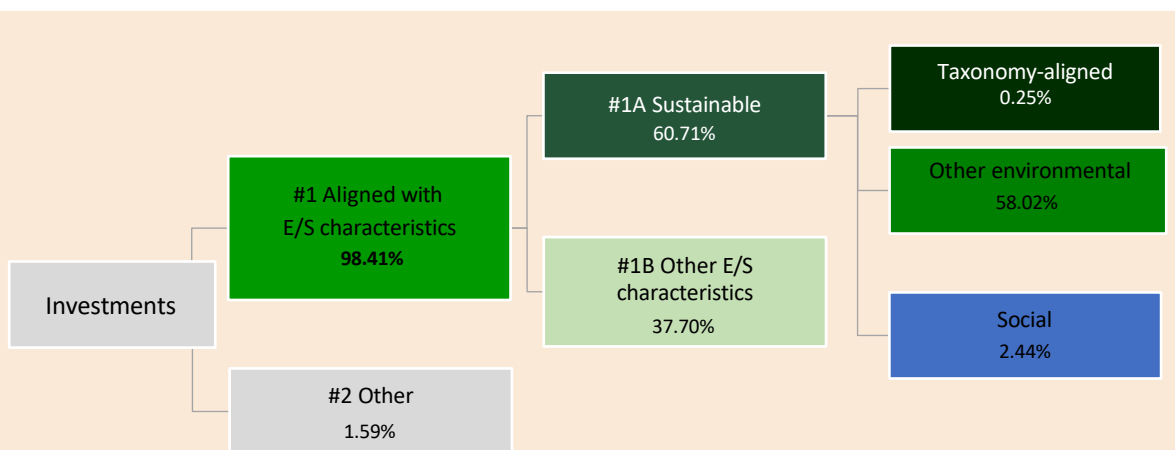 Investments
#1 Aligned with
E/S characteristics
98.41%
#2 Other
1.59%
#1A Sustainable
60.71%
#1B Other E/S
characteristics
37.70%
Taxonomy-aligned
0.25%
Other environmental
58.02%
Social
2.44%